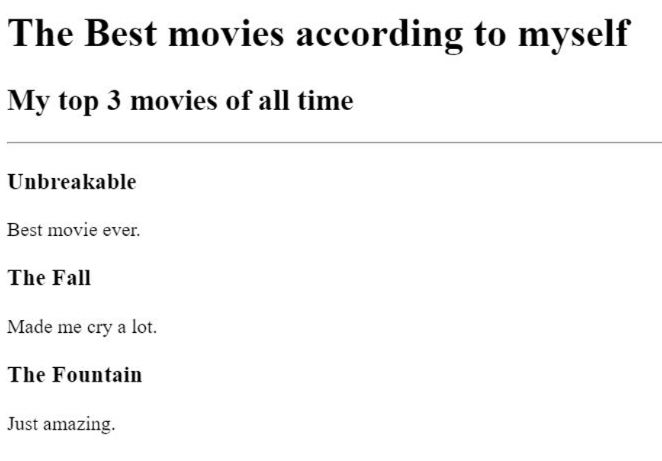 The Best movies according to myself
My top 3 movies of all time
Unbreakable
Best movie ever.
The Fall
Made me cry a lot.
The Fountain
Just amazing.